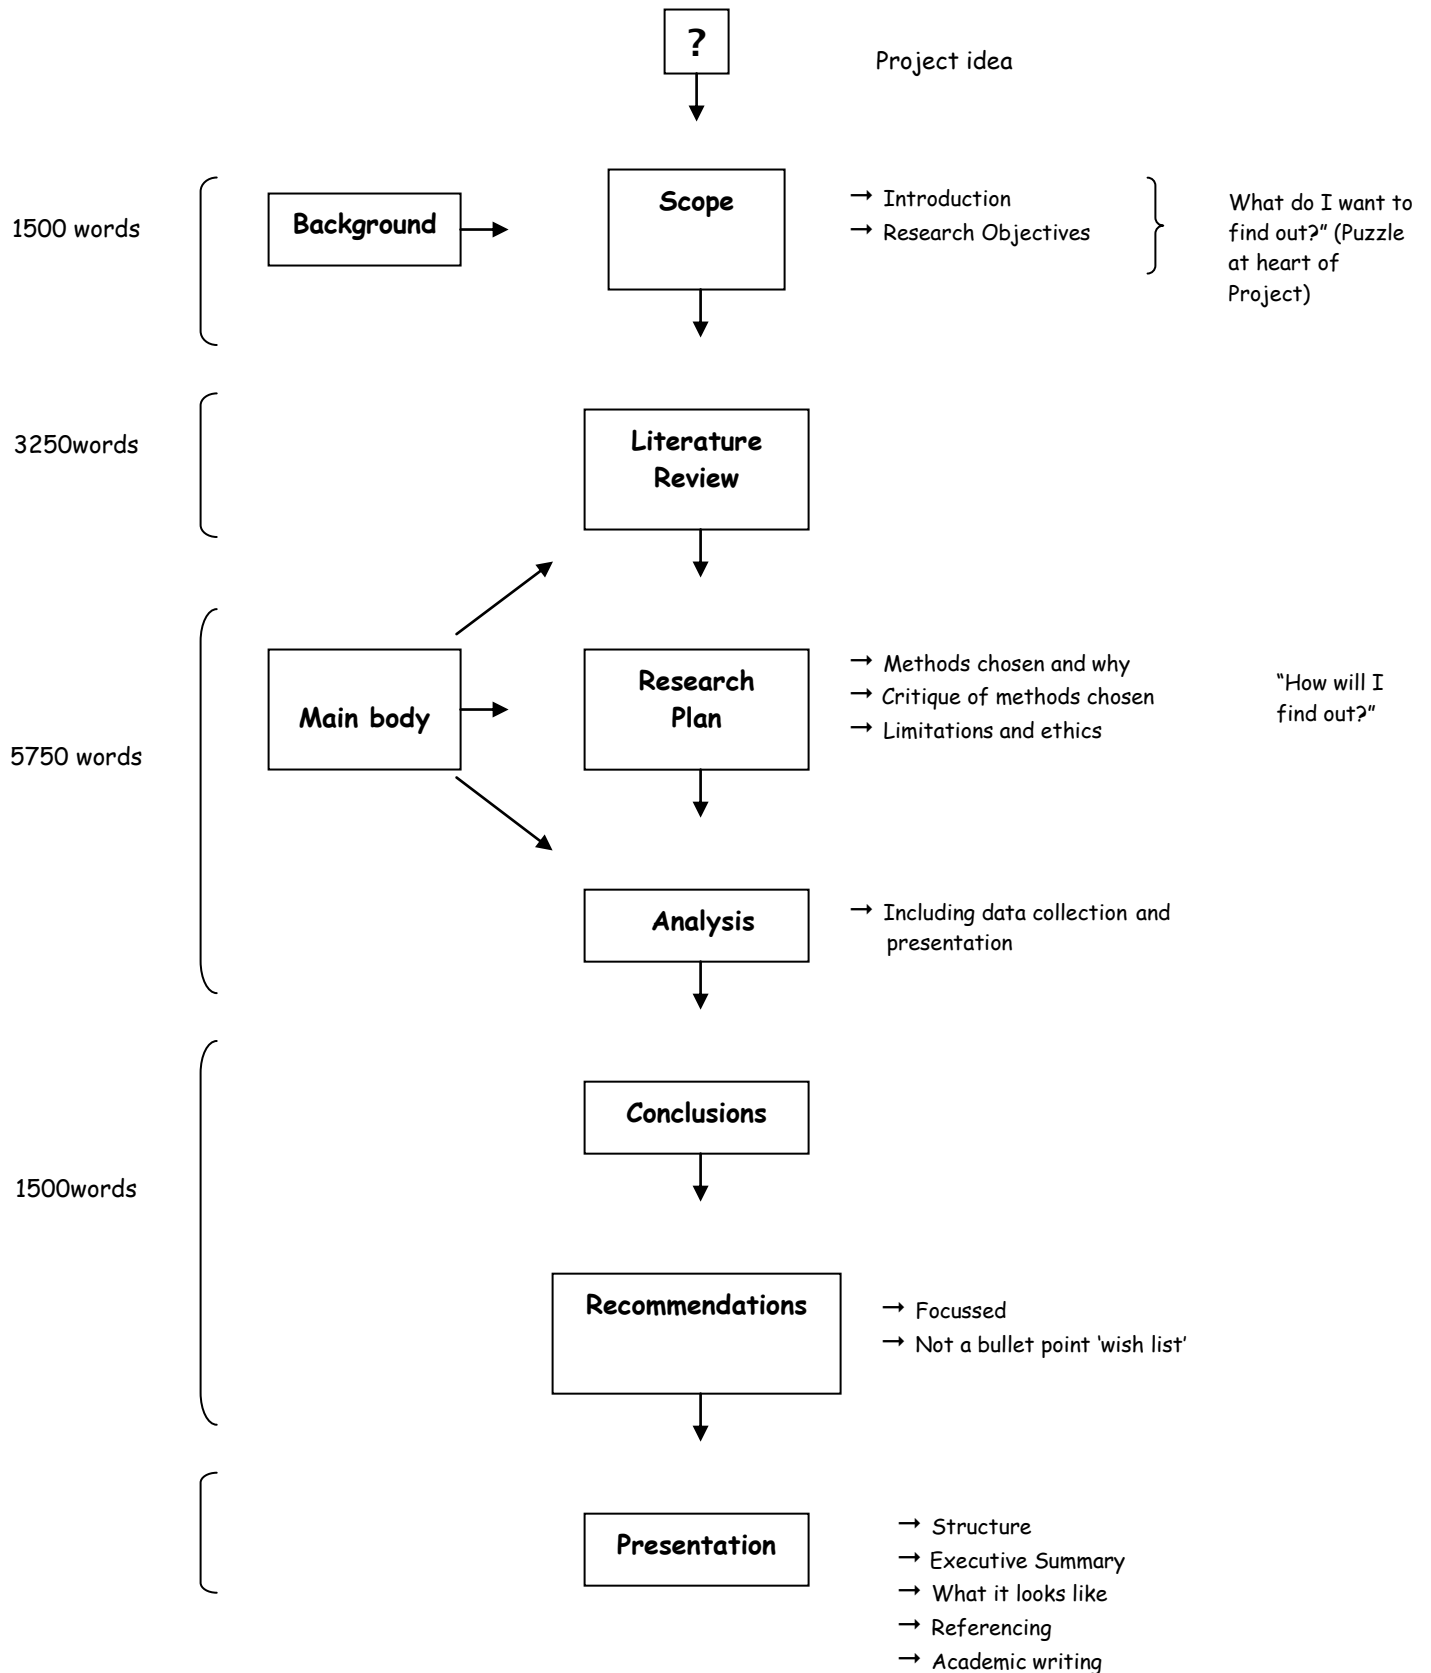 ?
Project idea
1500 words
Background
Scope
→ Introduction
→ Research Objectives
What do I want to
find out?” (Puzzle
at heart of
Project)
3250words
Literature
Review
5750 words
Main body
Research
Plan
→ Methods chosen and why
→ Critique of methods chosen
→ Limitations and ethics
“How will I
find out?”
Analysis
→ Including data collection and
presentation
1500words
Conclusions
Recommendations
→ Focussed
→ Not a bullet point ‘wish list’
Presentation
→ Structure
→ Executive Summary
→ What it looks like
→ Referencing
→ Academic writing